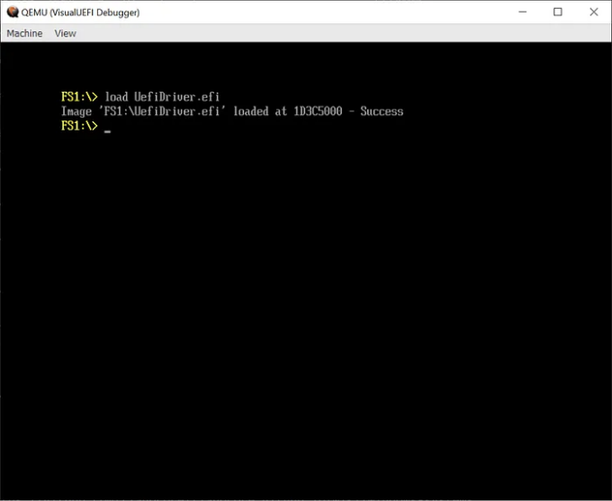 QEMU (VisualUEFI Debugger)
Machine View
FS1:\> load UefiDriver.efi
Image 'FS1:\UefiDriver.efi' loaded at 1D3C5000 - Success
FS1:\> _